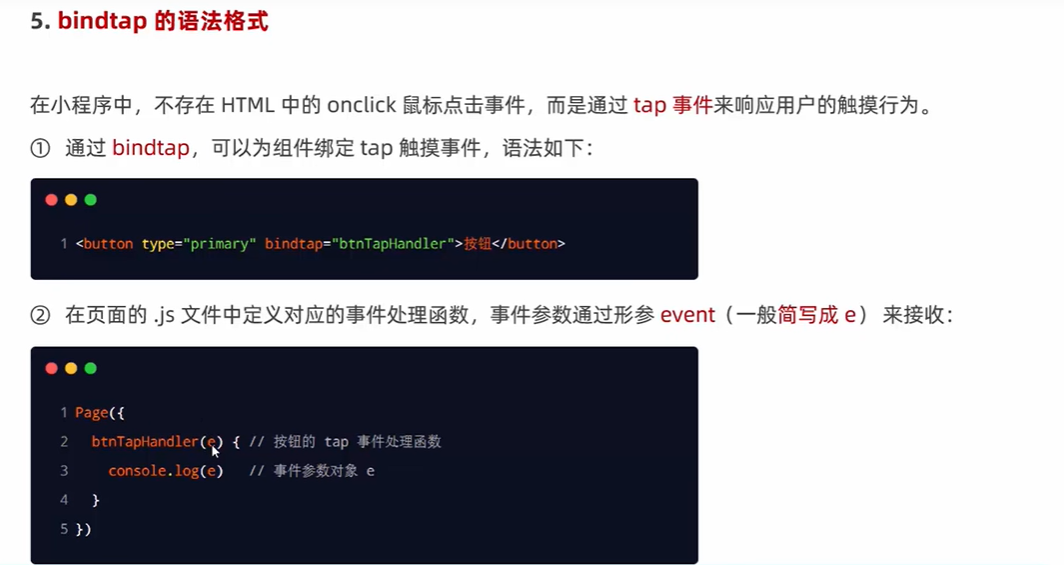 5. bindtap 的语法格式
在小程序中，不存在 HTML 中的 onclick 鼠标点击事件，而是通过 tap 事件来响应用户的触摸行为。
① 通过 bindtap，可以为组件绑定 tap 触摸事件，语法如下：
1 <button type="primary" bindtap="btnTapHandler">按钮</button>
② 在页面的 .js 文件中定义对应的事件处理函数，事件参数通过形参 event（一般简写成 e） 来接收：
1 Page({
2 btnTapHandler(e) { // 按钮的 tap 事件处理函数
3 console.log(e) // 事件参数对象 e
4 }
5 })